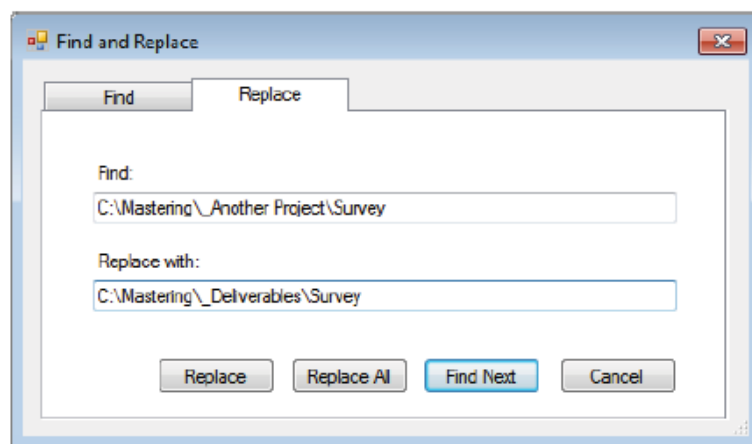 Find and Replace
Find
Replace
Find:
C:\Mastering\_Another Project\Survey
Replace with:
C:\Mastering\_Deliverables\Survey
Replace
Replace All
Find Next
Cancel